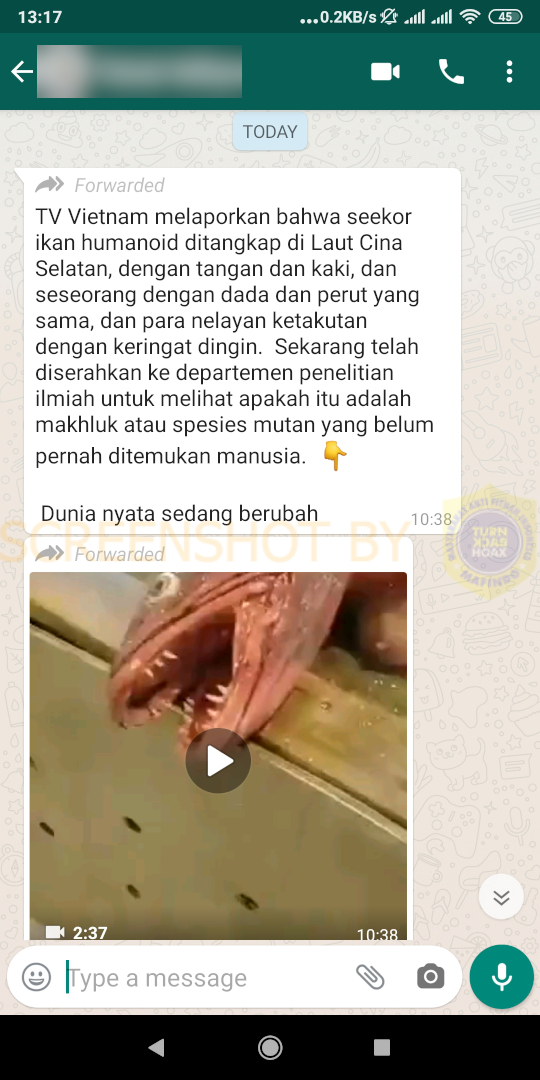 13:17
...0.2KB/s
45
TODAY
Forwarded
TV Vietnam melaporkan bahwa seekor
ikan humanoid ditangkap di Laut Cina
Selatan, dengan tangan dan kaki, dan
seseorang dengan dada dan perut yang
sama, dan para nelayan ketakutan
dengan keringat dingin. Sekarang telah
diserahkan ke departemen penelitian
ilmiah untuk melihat apakah itu adalah
makhluk atau spesies mutan yang belum
pernah ditemukan manusia. 👇
Dunia nyata sedang berubah
10:38
SCREENSHOT BY
TURN
BACK
HOAX
MAFINDO
Forwarded
2:37
10:38
Type a message